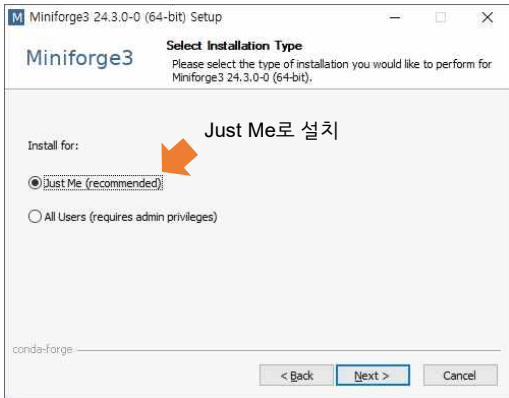 M Miniforge3 24.3.0-0 (64-bit) Setup
Miniforge3
Select Installation Type
Please select the type of installation you would like to perform for
Miniforge3 24.3.0-0 (64-bit).
Just Me로 설치
Install for:
Just Me (recommended)
All Users (requires admin privileges)
conda-forge
< Back
Next >
Cancel